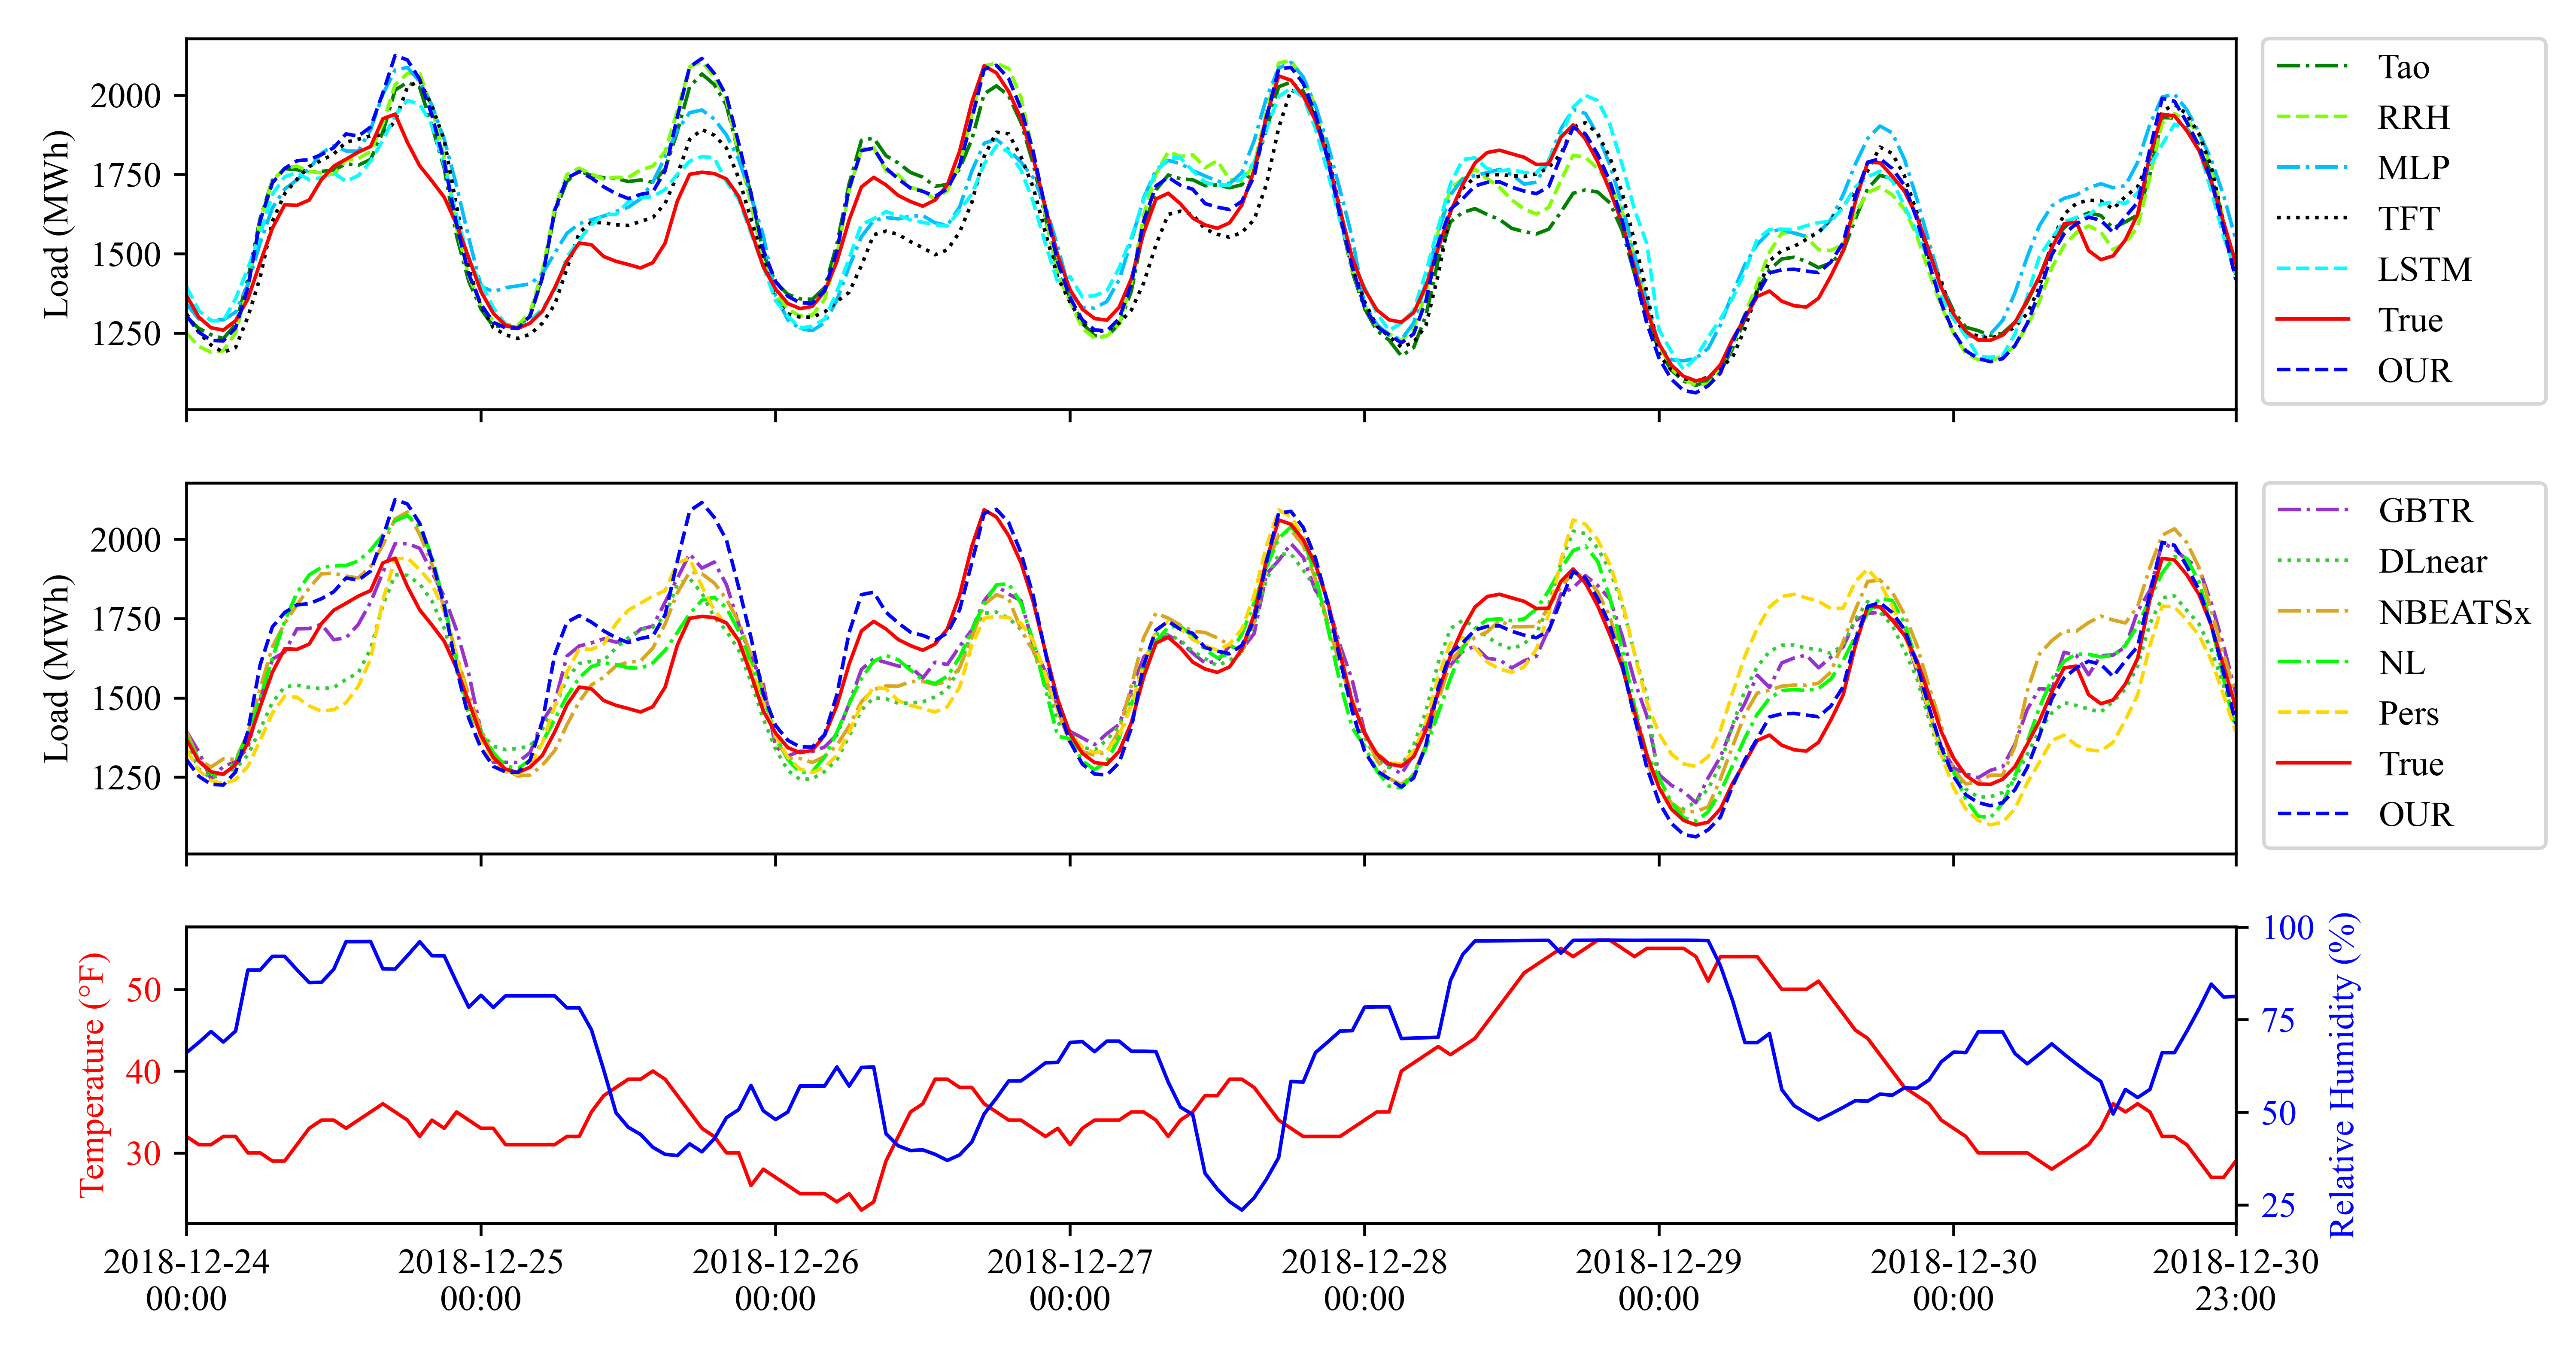 Load (MWh)
2000
1750
1500
1250
Tao
RRH
MLP
TFT
LSTM
True
OUR
Load (MWh)
2000
1750
1500
1250
GBTR
DLnear
NBEATSx
NL
Pers
True
OUR
Temperature (°F)
50
40
30
100
75
50
25
Relative Humidity (%)
2018-12-24
00:00
2018-12-25
00:00
2018-12-26
00:00
2018-12-27
00:00
2018-12-28
00:00
2018-12-29
00:00
2018-12-30
00:00
2018-12-30
23:00